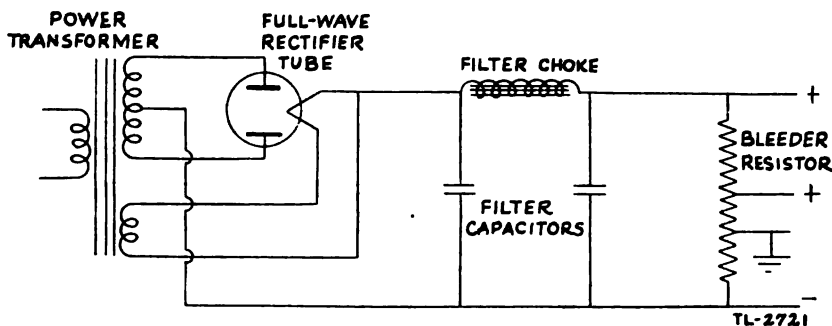 POWER
TRANSFORMER
FULL-WAVE
RECTIFIER
TUBE
FILTER CHOKE
+
BLEEDER
RESISTOR
+
FILTER
CAPACITORS
-
TL-2721